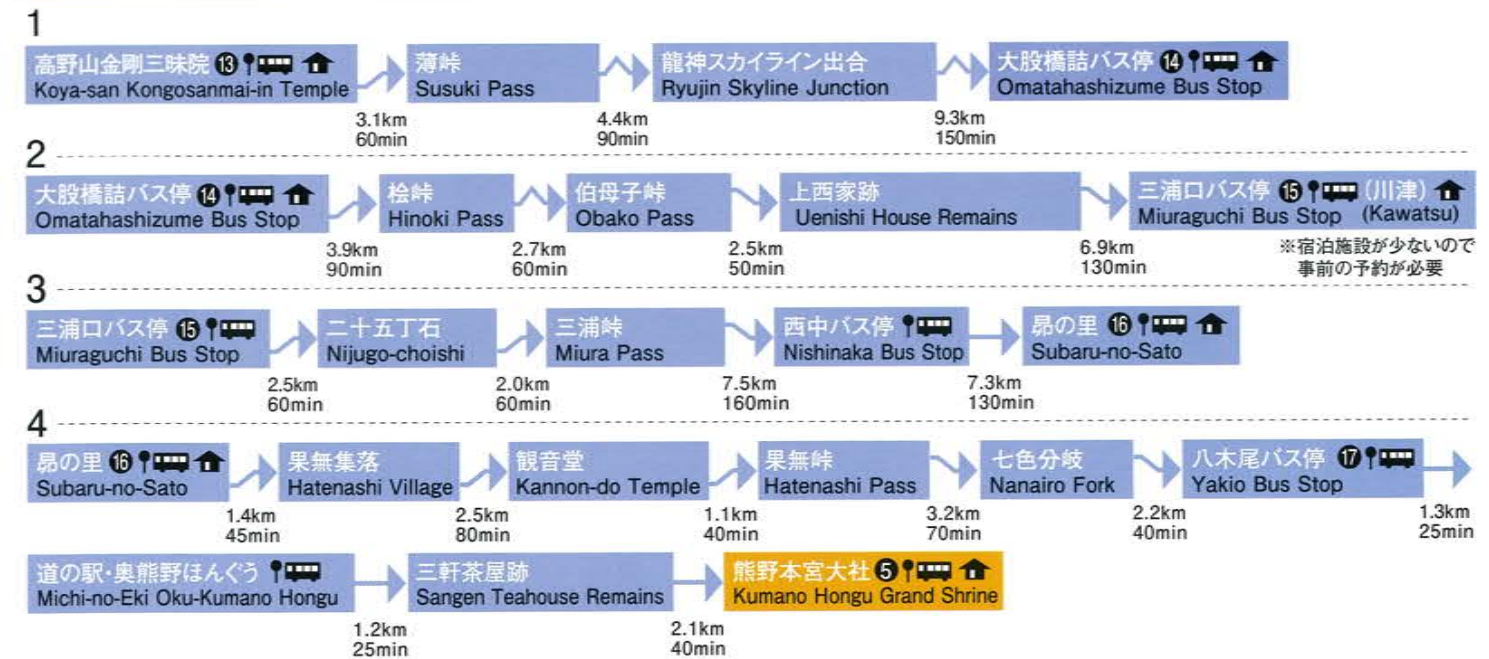 1
高野山金剛三昧院 ⑬
Koya-san Kongosanmai-in Temple
3.1km
60min
薄峠
Susuki Pass
4.4km
90min
龍神スカイライン出合
Ryujin Skyline Junction
9.3km
150min
大股橋詰バス停 ⑭
Omatahashizume Bus Stop
2
大股橋詰バス停 ⑭
Omatahashizume Bus Stop
3.9km
90min
桧峠
Hinoki Pass
2.7km
60min
伯母子峠
Obako Pass
2.5km
50min
上西家跡
Uenishi House Remains
6.9km
130min
三浦口バス停 ⑮ (川津)
Miuraguchi Bus Stop (Kawatsu)
※宿泊施設が少ないので
事前の予約が必要
3
三浦口バス停 ⑮
Miuraguchi Bus Stop
2.5km
60min
二十五丁石
Nijugo-choishi
2.0km
60min
三浦峠
Miura Pass
7.5km
160min
西中バス停
Nishinaka Bus Stop
7.3km
130min
昴の里 ⑯
Subaru-no-Sato
4
昴の里 ⑯
Subaru-no-Sato
1.4km
45min
果無集落
Hatenashi Village
2.5km
80min
観音堂
Kannon-do Temple
1.1km
40min
果無峠
Hatenashi Pass
3.2km
70min
七色分岐
Nanairo Fork
2.2km
40min
八木尾バス停 ⑰
Yakio Bus Stop
1.3km
25min
道の駅・奥熊野ほんぐう
Michi-no-Eki Oku-Kumano Hongu
1.2km
25min
三軒茶屋跡
Sangen Teahouse Remains
2.1km
40min
熊野本宮大社 ⑤
Kumano Hongu Grand Shrine